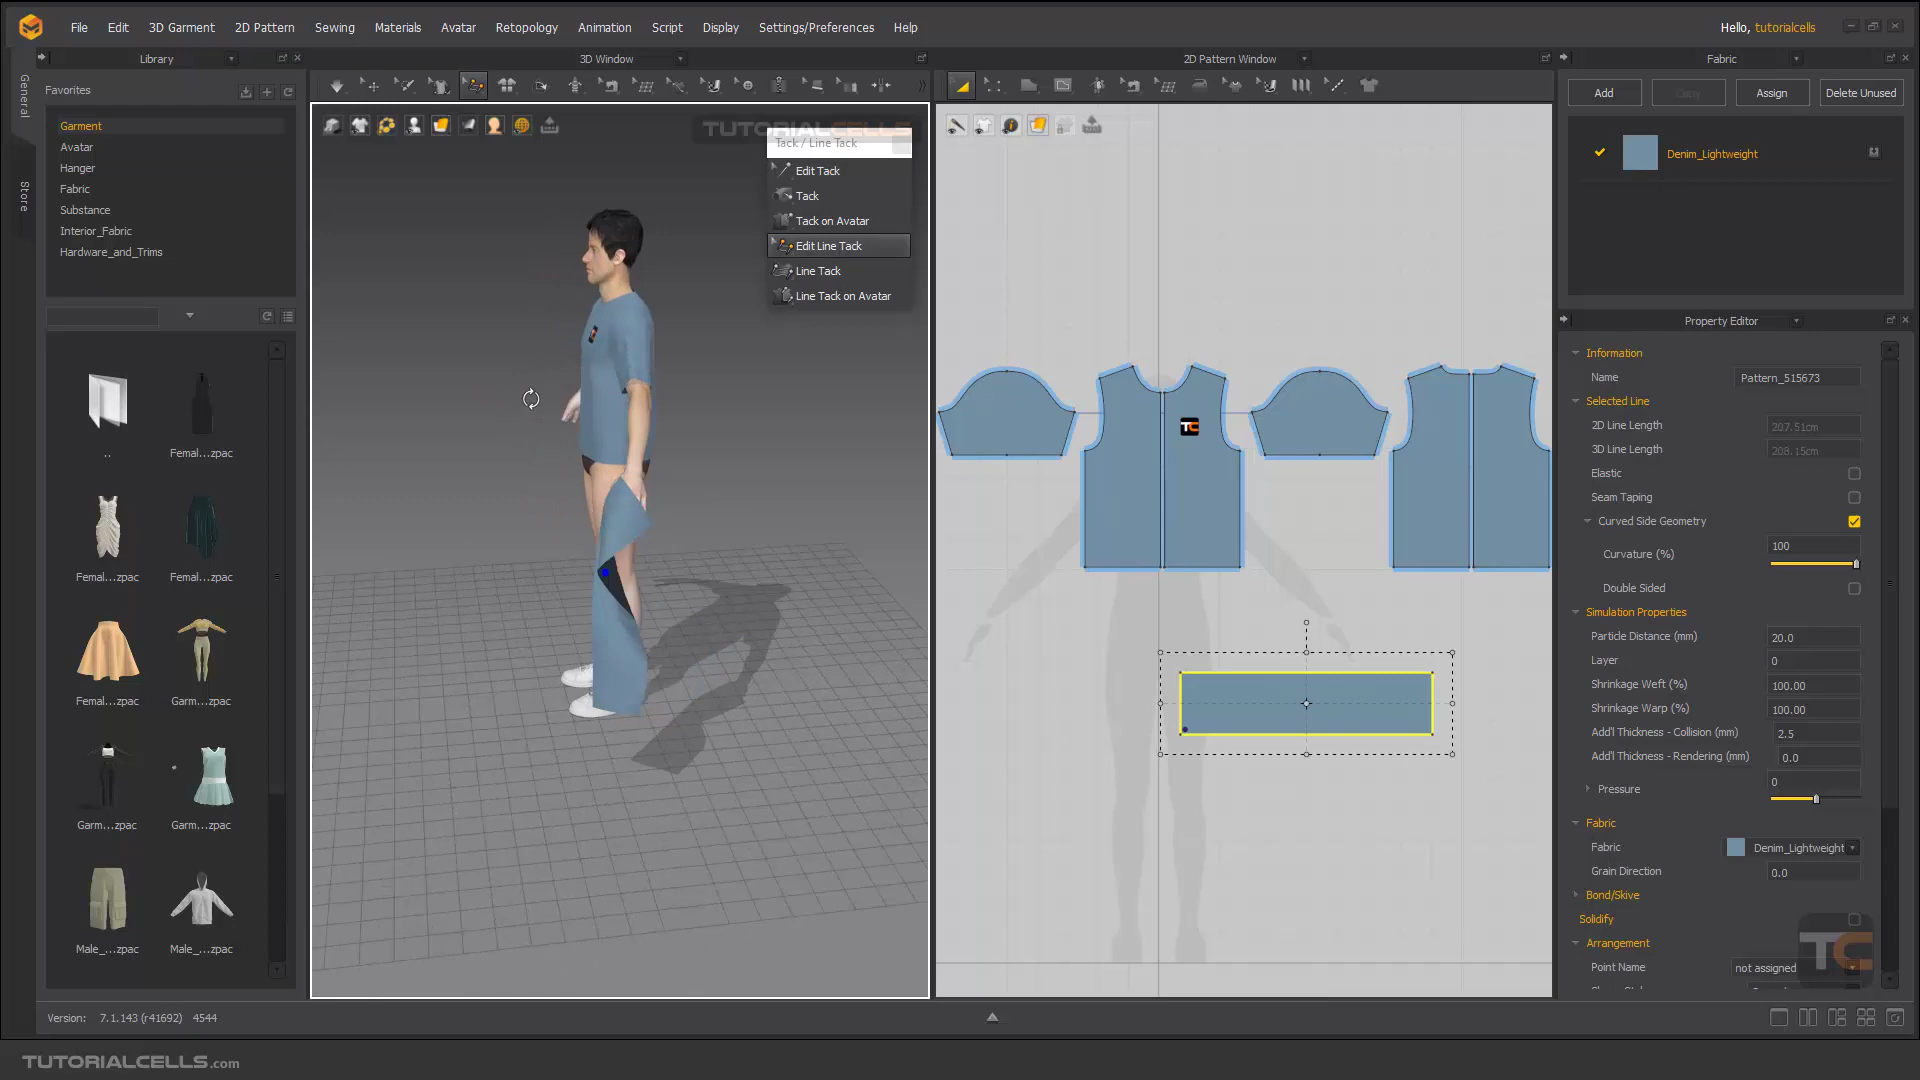 File Edit 3D Garment 2D Pattern Sewing Materials Avatar Retopology Animation Script Display Settings/Preferences Help Hello, tutorialcells
Library 3D Window 2D Pattern Window Fabric
General
Store
Favorites
Garment
Avatar
Hanger
Fabric
Substance
Interior_Fabric
Hardware_and_Trims
..
Femal...zpac
Femal...zpac
Femal...zpac
Femal...zpac
Garm...zpac
Garm...zpac
Garm...zpac
Male_...zpac
Male_...zpac
TUTORIALCELLS
Tack / Line Tack
Edit Tack
Tack
Tack on Avatar
Edit Line Tack
Line Tack
Line Tack on Avatar
TC
Add Copy Assign Delete Unused
Denim_Lightweight
Property Editor
Information
Name Pattern_515673
Selected Line
2D Line Length 207.51cm
3D Line Length 208.15cm
Elastic
Seam Taping
Curved Side Geometry
Curvature (%) 100
Double Sided
Simulation Properties
Particle Distance (mm) 20.0
Layer 0
Shrinkage Weft (%) 100.00
Shrinkage Warp (%) 100.00
Add'l Thickness - Collision (mm) 2.5
Add'l Thickness - Rendering (mm) 0.0
Pressure 0
Fabric
Fabric Denim_Lightweight
Grain Direction 0.0
Bond/Skive
Solidify
Arrangement
Point Name not assigned
TC
Version: 7.1.143 (r41692) 4544
TUTORIALCELLS.com